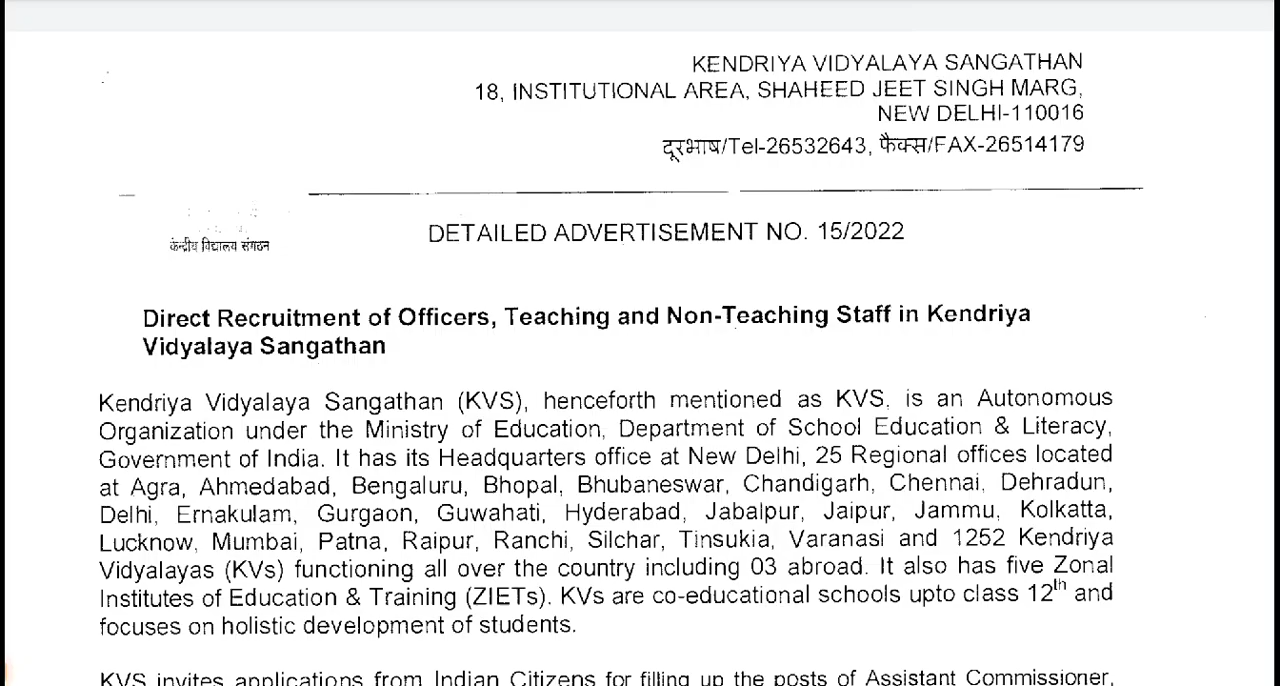 KENDRIYA VIDYALAYA SANGATHAN
18, INSTITUTIONAL AREA, SHAHEED JEET SINGH MARG,
NEW DELHI-110016
दूरभाष/Tel-26532643, फैक्स/FAX-26514179
केन्द्रीय विद्यालय संगठन
DETAILED ADVERTISEMENT NO. 15/2022
Direct Recruitment of Officers, Teaching and Non-Teaching Staff in Kendriya
Vidyalaya Sangathan
Kendriya Vidyalaya Sangathan (KVS), henceforth mentioned as KVS, is an Autonomous
Organization under the Ministry of Education, Department of School Education & Literacy,
Government of India. It has its Headquarters office at New Delhi, 25 Regional offices located
at Agra, Ahmedabad, Bengaluru, Bhopal, Bhubaneswar, Chandigarh, Chennai, Dehradun,
Delhi, Ernakulam, Gurgaon, Guwahati, Hyderabad, Jabalpur, Jaipur, Jammu, Kolkatta,
Lucknow, Mumbai, Patna, Raipur, Ranchi, Silchar, Tinsukia, Varanasi and 1252 Kendriya
Vidyalayas (KVs) functioning all over the country including 03 abroad. It also has five Zonal
Institutes of Education & Training (ZIETs). KVs are co-educational schools upto class 12th and
focuses on holistic development of students.
KVS invites applications from Indian Citizens for filling up the posts of Assistant Commissioner,